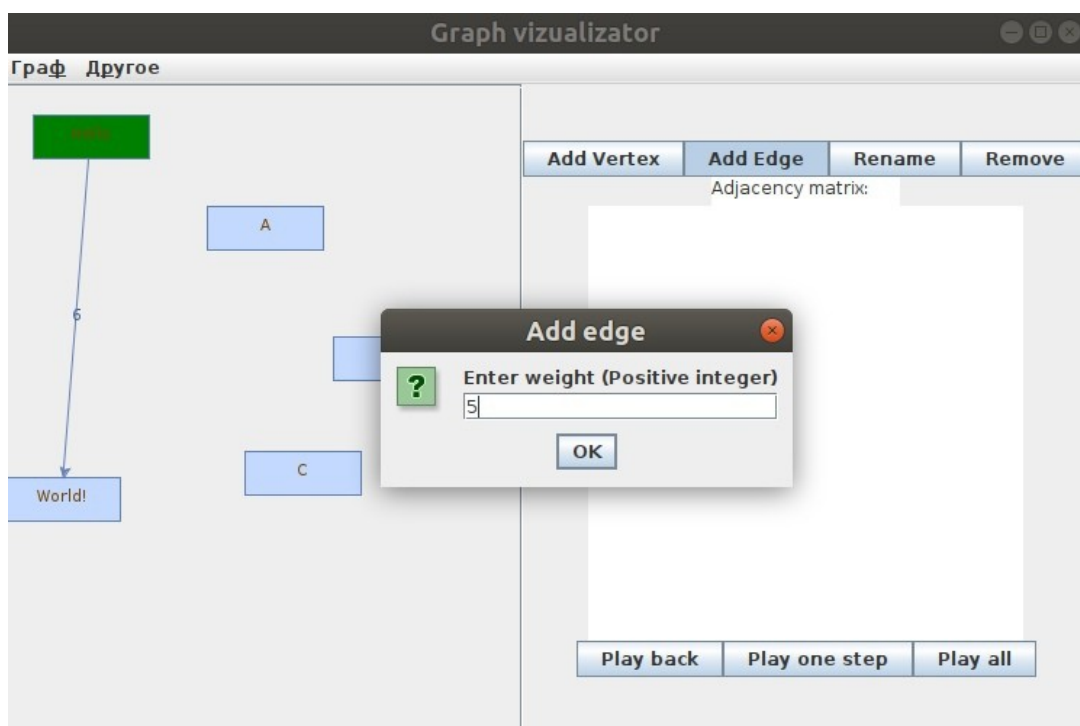 Graph vizualizator
Граф Другое
Add Vertex Add Edge Rename Remove
Adjacency matrix:
A
6
Add edge
?
Enter weight (Positive integer)
5
OK
C
World!
Play back Play one step Play all